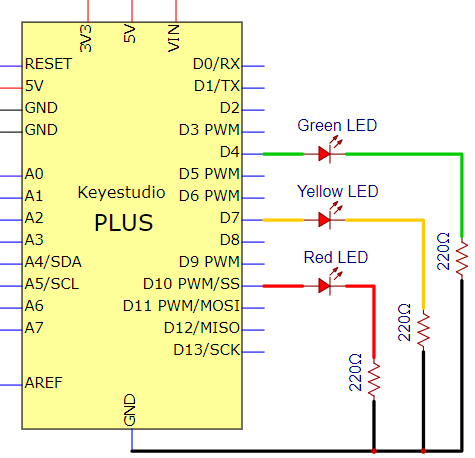 3V3
5V
VIN
RESET
5V
GND
GND
A0
A1
A2
A3
A4/SDA
A5/SCL
A6
A7
AREF
Keyestudio
PLUS
D0/RX
D1/TX
D2
D3 PWM
D4
D5 PWM
D6 PWM
D7
D8
D9 PWM
D10 PWM/SS
D11 PWM/MOSI
D12/MISO
D13/SCK
GND
Green LED
220Ω
Yellow LED
220Ω
Red LED
220Ω